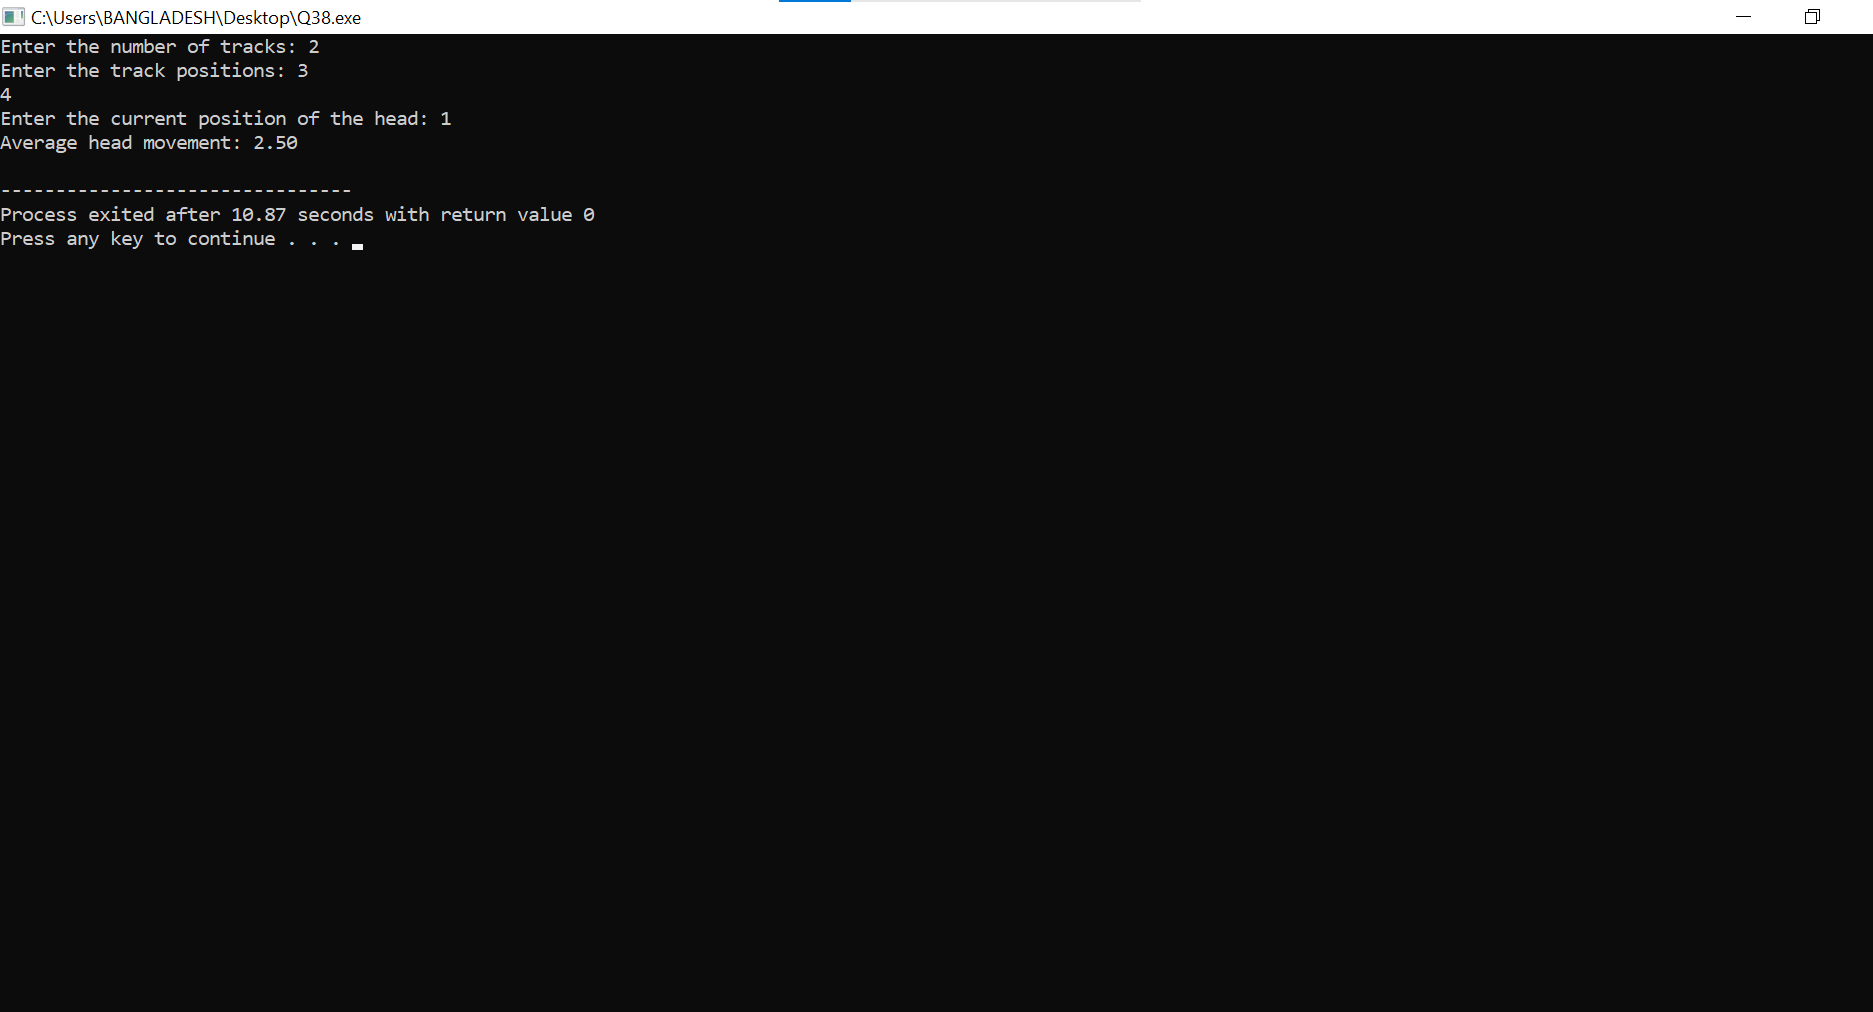 C:\Users\BANGLADESH\Desktop\Q38.exe
Enter the number of tracks: 2
Enter the track positions: 3
4
Enter the current position of the head: 1
Average head movement: 2.50
--------------------------------
Process exited after 10.87 seconds with return value 0
Press any key to continue . . .